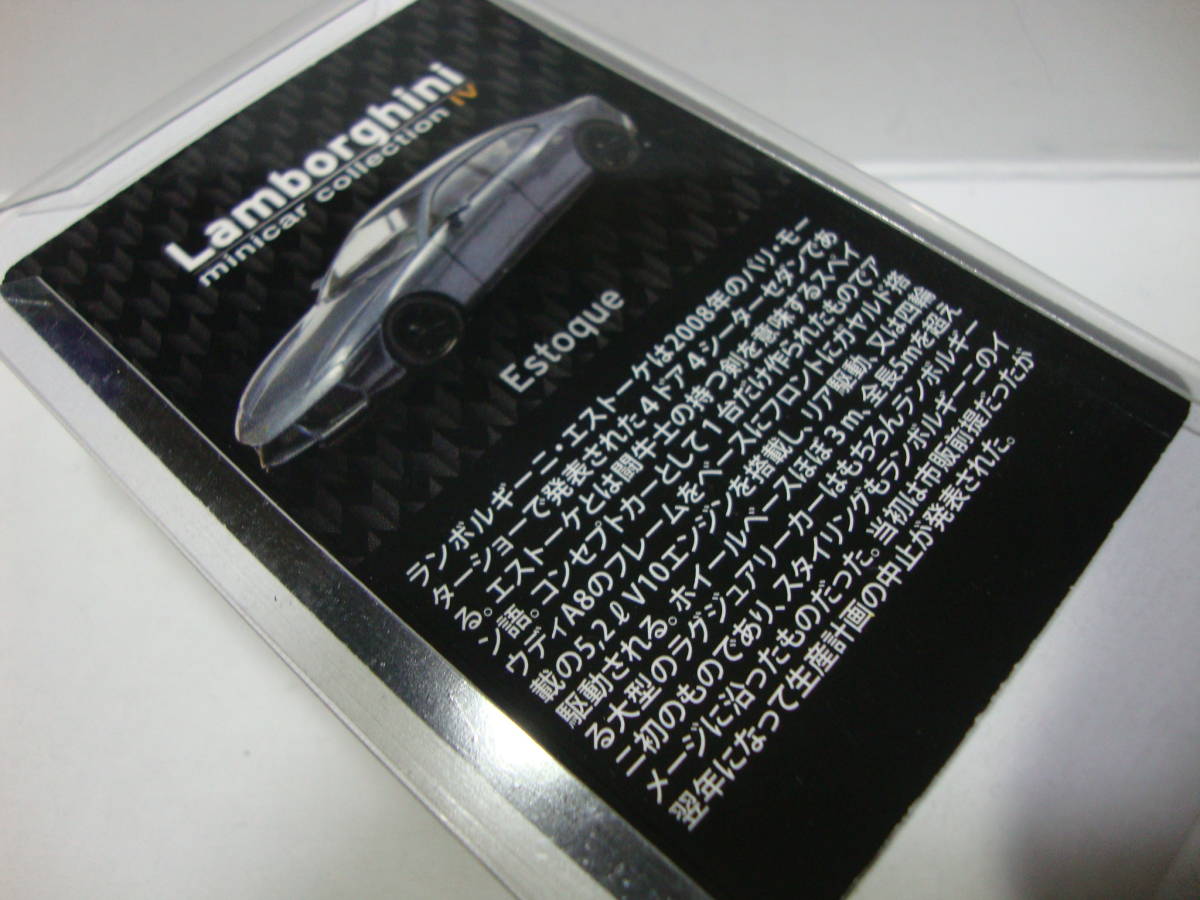 Lamborghini
minicar collection IV
Estoque
ランボルギーニ・エストーケは2008年のパリ・モー
ターショーで発表された4ドア4シーターセダンであ
る。エストーケとは闘牛士の持つ剣を意味するスペイ
ン語。コンセプトカーとして1台だけ作られたものでア
ウディA8のフレームをベースにフロントにガヤルド搭
載の5,2ℓV10エンジンを搭載し、リア駆動、又は四輪
駆動される。ホイールベースはほぼ3m、全長5mを超え
る大型のラグジュアリーカーはもちろんランボルギー
ニ初のものであり、スタイリングもランボルギーニのイ
メージに沿ったものだった。当初は市販前提だったが
翌年になって生産計画の中止が発表された。